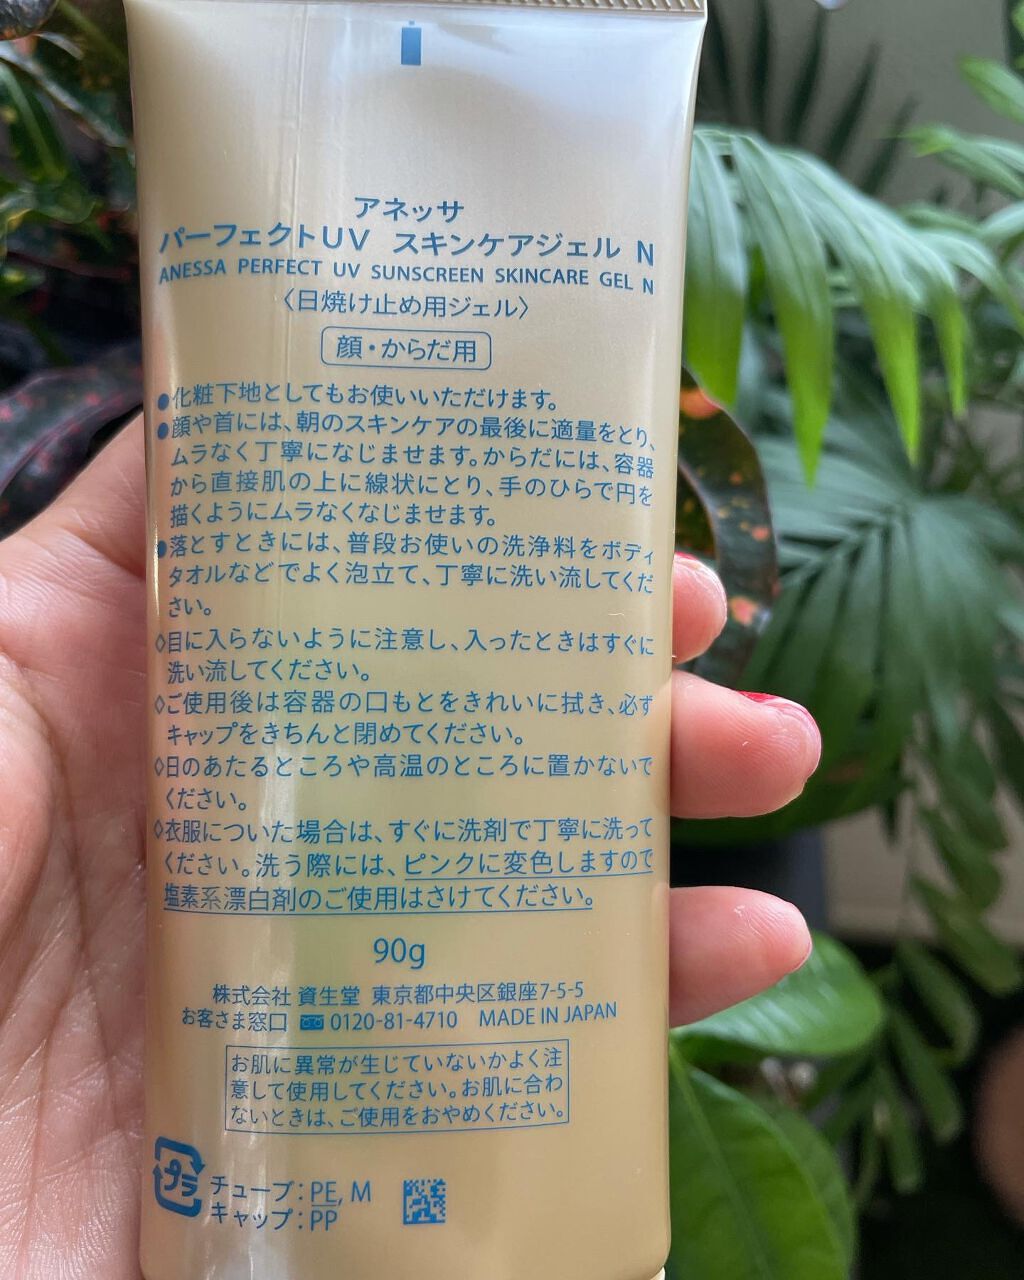 アネッサ
パーフェクトUV スキンケアジェル N
ANESSA PERFECT UV SUNSCREEN SKINCARE GEL N
〈日焼け止め用ジェル〉
顔・からだ用
●化粧下地としてもお使いいただけます。
●顔や首には、朝のスキンケアの最後に適量をとり、
ムラなく丁寧になじませます。からだには、容器
から直接肌の上に線状にとり、手のひらで円を
描くようにムラなくなじませます。
●落とすときには、普段お使いの洗浄料をボディ
タオルなどでよく泡立て、丁寧に洗い流してくだ
さい。
◇目に入らないように注意し、入ったときはすぐに
洗い流してください。
◇ご使用後は容器の口もとをきれいに拭き、必ず
キャップをきちんと閉めてください。
◇日のあたるところや高温のところに置かないで
ください。
◇衣服についた場合は、すぐに洗剤で丁寧に洗って
ください。洗う際には、ピンクに変色しますので
塩素系漂白剤のご使用はさけてください。
90g
株式会社 資生堂 東京都中央区銀座7-5-5
お客さま窓口 0120-81-4710 MADE IN JAPAN
お肌に異常が生じていないかよく注
意して使用してください。お肌に合わ
ないときは、ご使用をおやめください。
プラ チューブ：PE, M
キャップ：PP